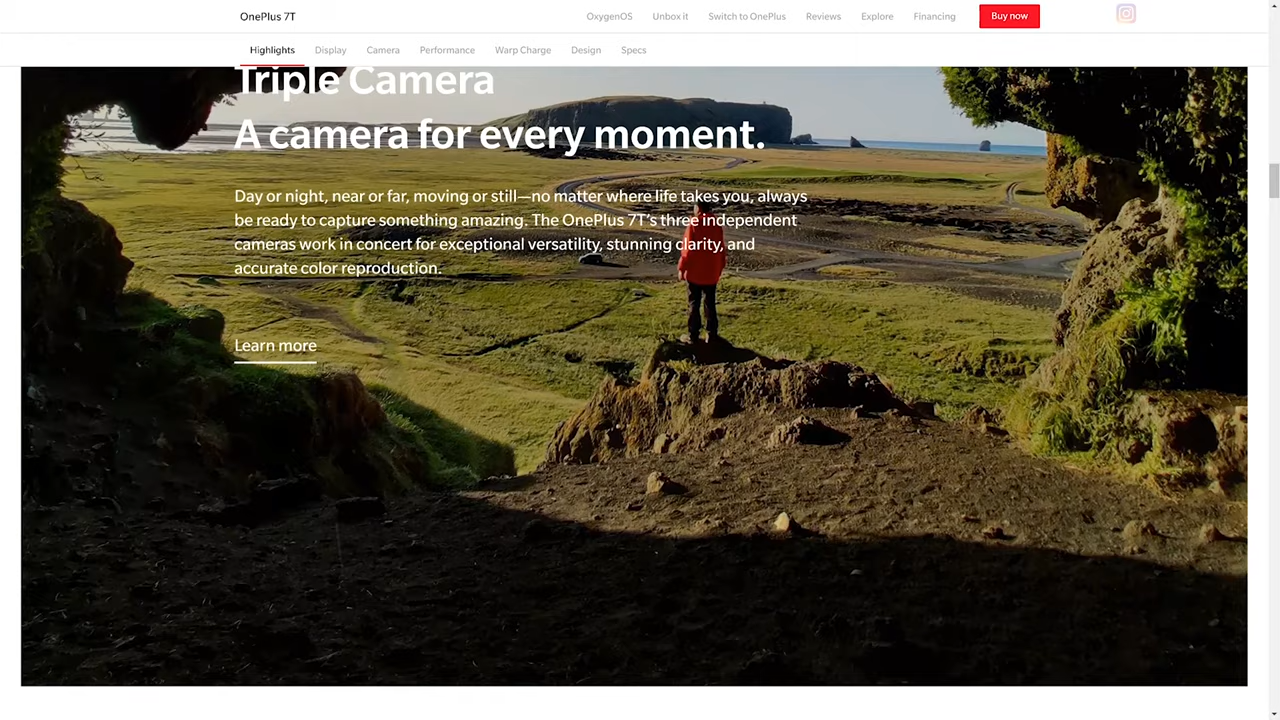 OnePlus 7T
OxygenOS
Unbox it
Switch to OnePlus
Reviews
Explore
Financing
Buy now
Highlights
Display
Camera
Performance
Warp Charge
Design
Specs
Triple Camera
A camera for every moment.
Day or night, near or far, moving or still—no matter where life takes you, always
be ready to capture something amazing. The OnePlus 7T's three independent
cameras work in concert for exceptional versatility, stunning clarity, and
accurate color reproduction.
Learn more